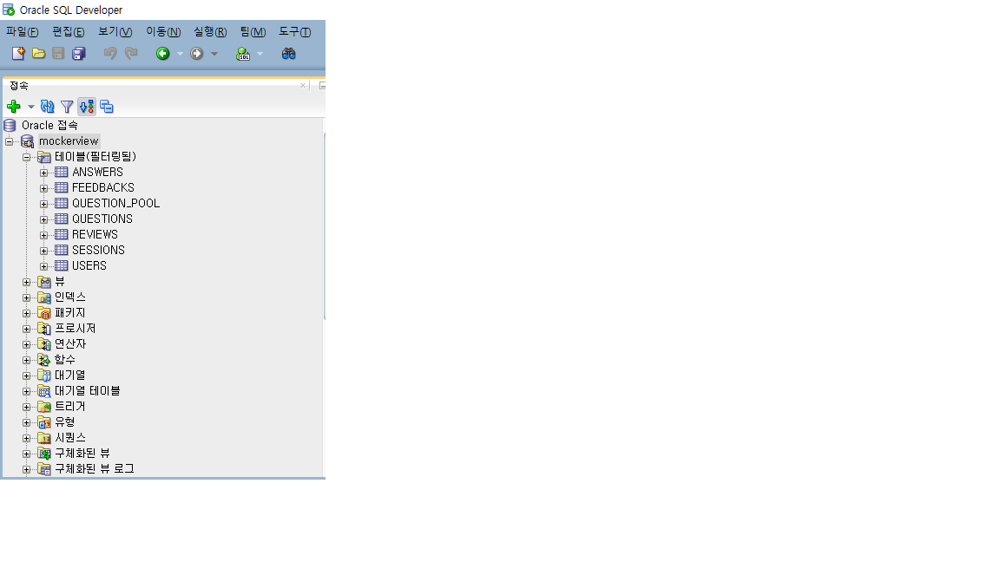 Oracle SQL Developer
파일(F) 편집(E) 보기(V) 이동(N) 실행(R) 팀(M) 도구(T)
SQL
접속
Oracle 접속
mockerview
테이블(필터링됨)
ANSWERS
FEEDBACKS
QUESTION_POOL
QUESTIONS
REVIEWS
SESSIONS
USERS
뷰
인덱스
패키지
프로시저
연산자
함수
대기열
대기열 테이블
트리거
유형
시퀀스
구체화된 뷰
구체화된 뷰 로그